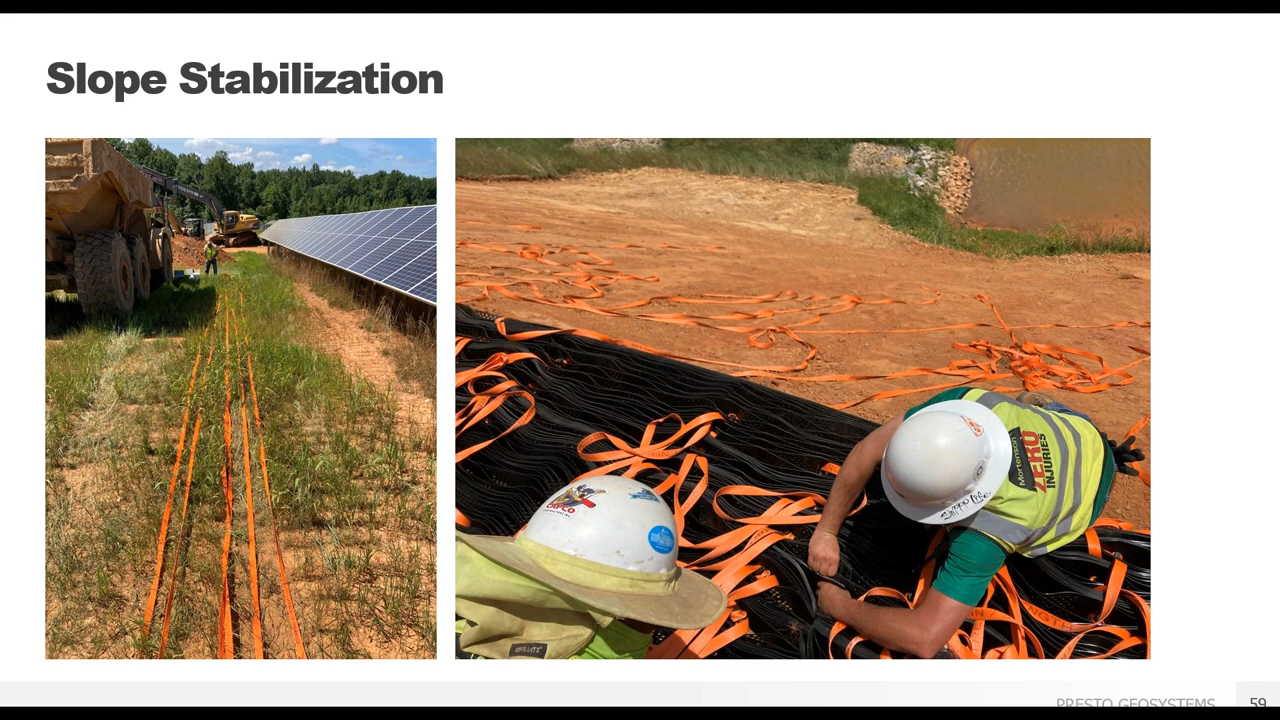 Slope Stabilization
Mortenson
ZERO
INJURIES
PRESTO GEOSYSTEMS
59